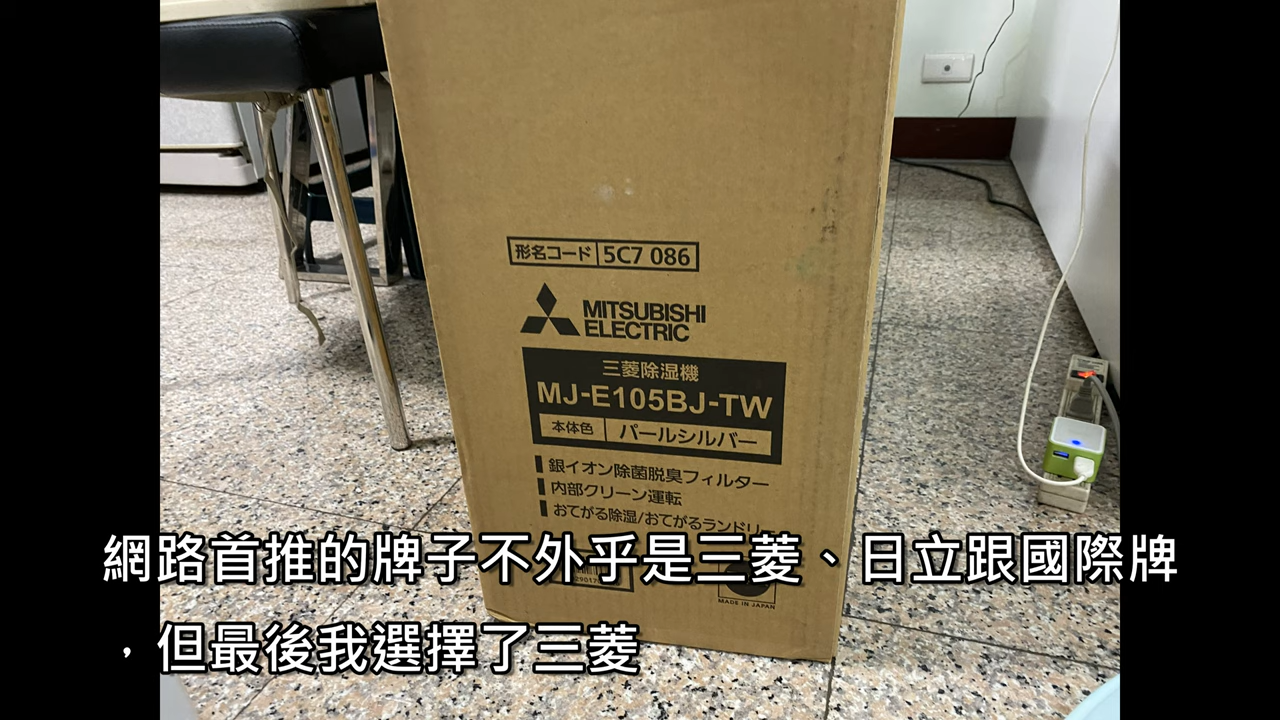 形名コード 5C7 086
MITSUBISHI
ELECTRIC
三菱除湿機
MJ-E105BJ-TW
本体色 パールシルバー
銀イオン除菌脱臭フィルター
内部クリーン運転
おてがる除湿/おてがるランドリー
網路首推的牌子不外乎是三菱、日立跟國際牌
，但最後我選擇了三菱
MADE IN JAPAN